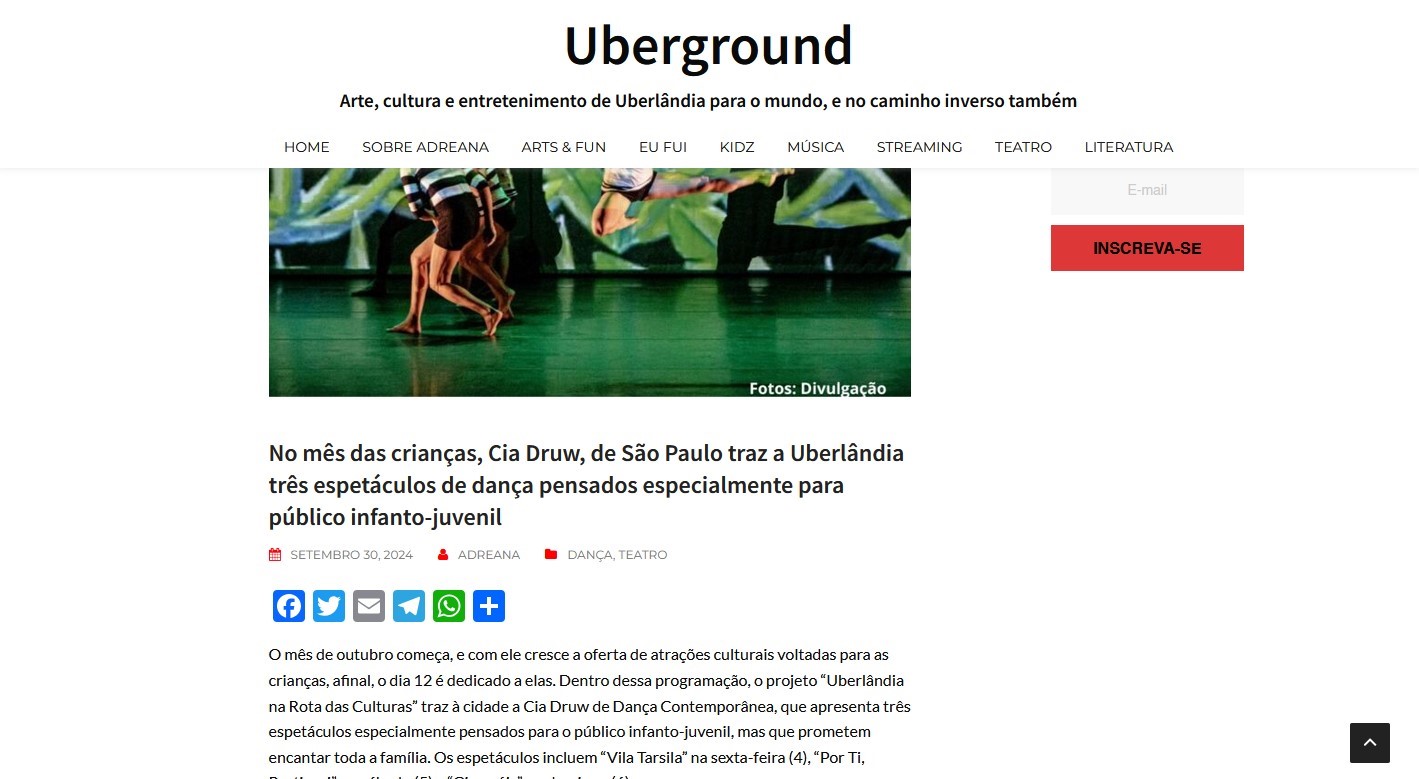 Uberground
Arte, cultura e entretenimento de Uberlândia para o mundo, e no caminho inverso também
HOME SOBRE ADREANA ARTS & FUN EU FUI KIDZ MÚSICA STREAMING TEATRO LITERATURA
E-mail
INSCREVA-SE
Fotos: Divulgação
No mês das crianças, Cia Druw, de São Paulo traz a Uberlândia
três espetáculos de dança pensados especialmente para
público infanto-juvenil
SETEMBRO 30, 2024 ADREANA DANÇA, TEATRO
O mês de outubro começa, e com ele cresce a oferta de atrações culturais voltadas para as
crianças, afinal, o dia 12 é dedicado a elas. Dentro dessa programação, o projeto “Uberlândia
na Rota das Culturas” traz à cidade a Cia Druw de Dança Contemporânea, que apresenta três
espetáculos especialmente pensados para o público infanto-juvenil, mas que prometem
encantar toda a família. Os espetáculos incluem “Vila Tarsila” na sexta-feira (4), “Por Ti,